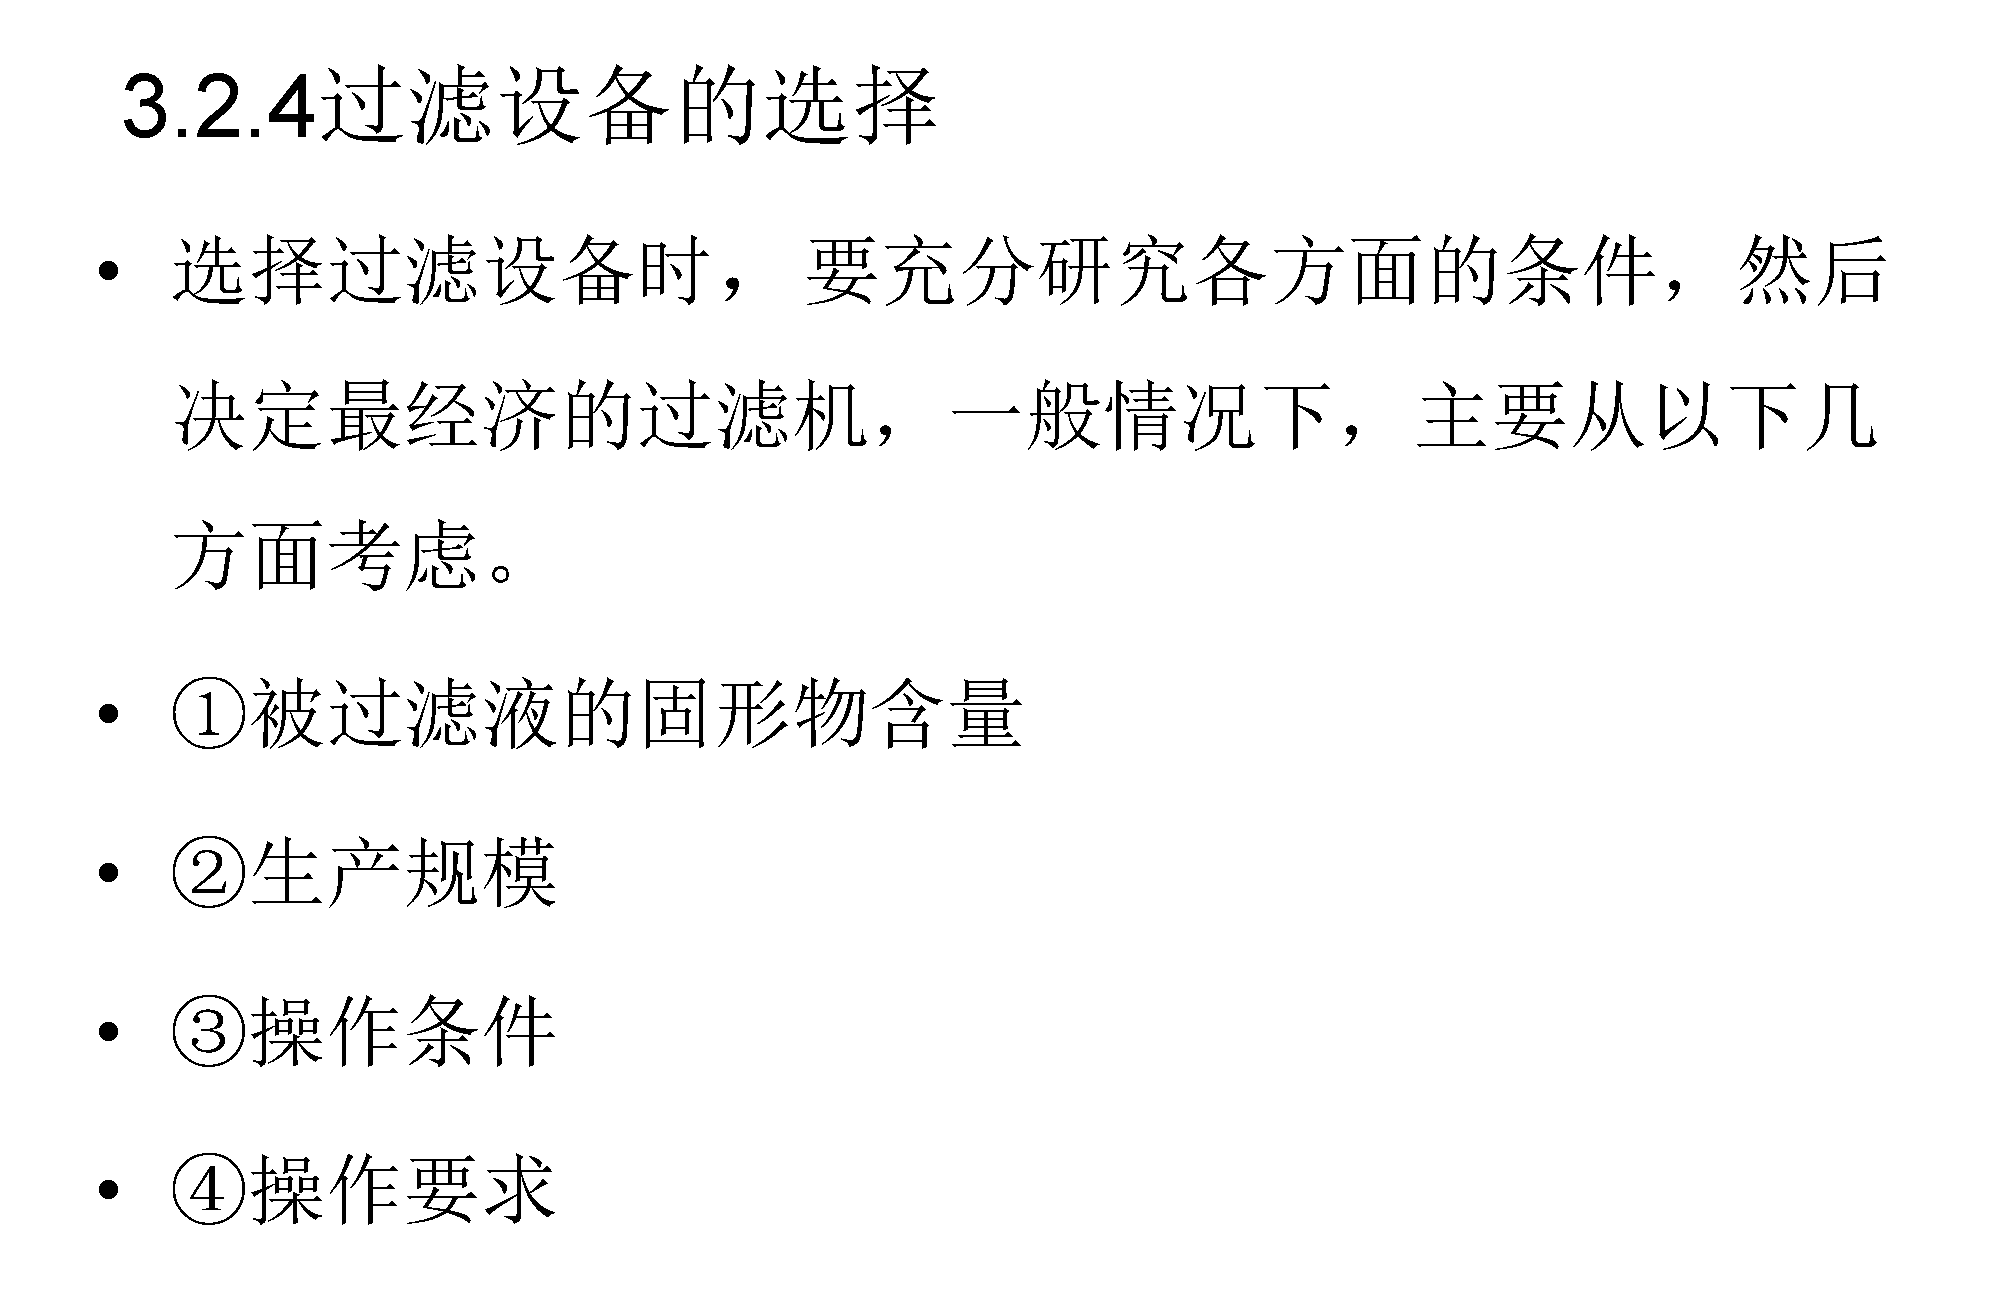 3.2.4过滤设备的选择
• 选择过滤设备时，要充分研究各方面的条件，然后
决定最经济的过滤机，一般情况下，主要从以下几
方面考虑。
• ①被过滤液的固形物含量
• ②生产规模
• ③操作条件
• ④操作要求